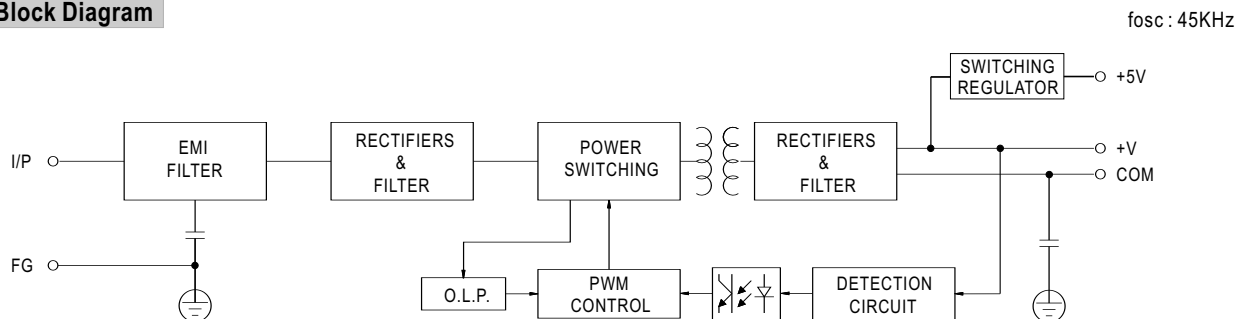 Block Diagram
fosc : 45KHz
SWITCHING
REGULATOR
+5V
I/P
EMI
FILTER
RECTIFIERS
&
FILTER
POWER
SWITCHING
RECTIFIERS
&
FILTER
+V
COM
FG
O.L.P.
PWM
CONTROL
DETECTION
CIRCUIT